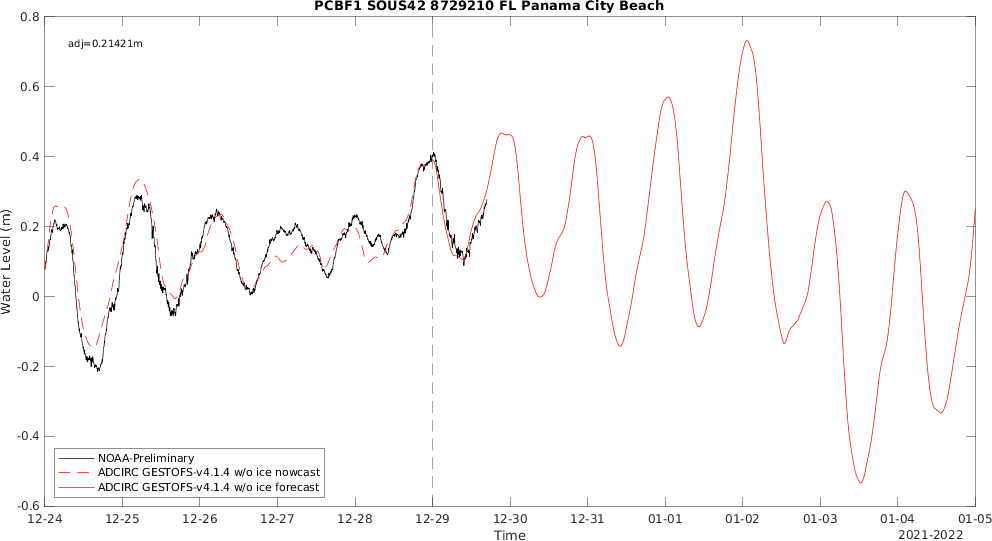 PCBF1 SOUS42 8729210 FL Panama City Beach
adj=0.21421m
Water Level (m)
0.8
0.6
0.4
0.2
0
-0.2
-0.4
-0.6
NOAA-Preliminary
ADCIRC GESTOFS-v4.1.4 w/o ice nowcast
ADCIRC GESTOFS-v4.1.4 w/o ice forecast
12-24 12-25 12-26 12-27 12-28 12-29 12-30 12-31 01-01 01-02 01-03 01-04 01-05
Time
2021-2022